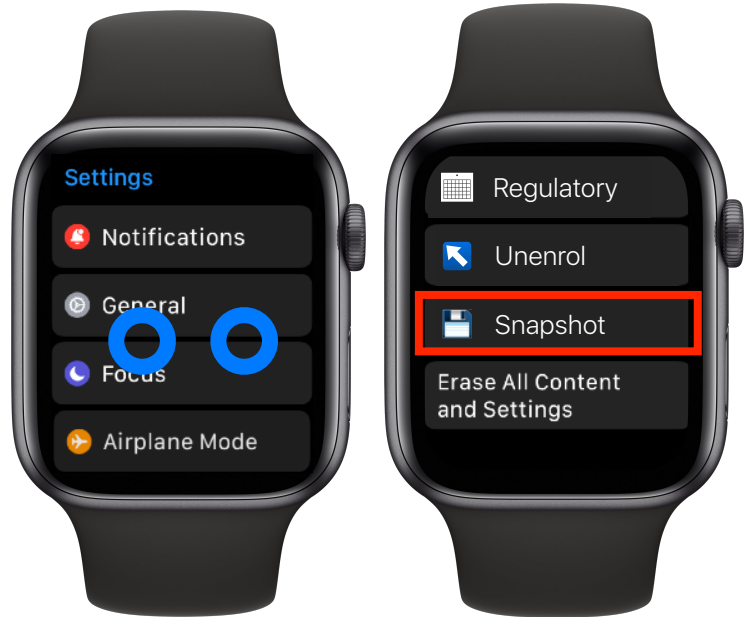 Settings
Notifications
General
Focus
Airplane Mode
Regulatory
Unenrol
Snapshot
Erase All Content
and Settings